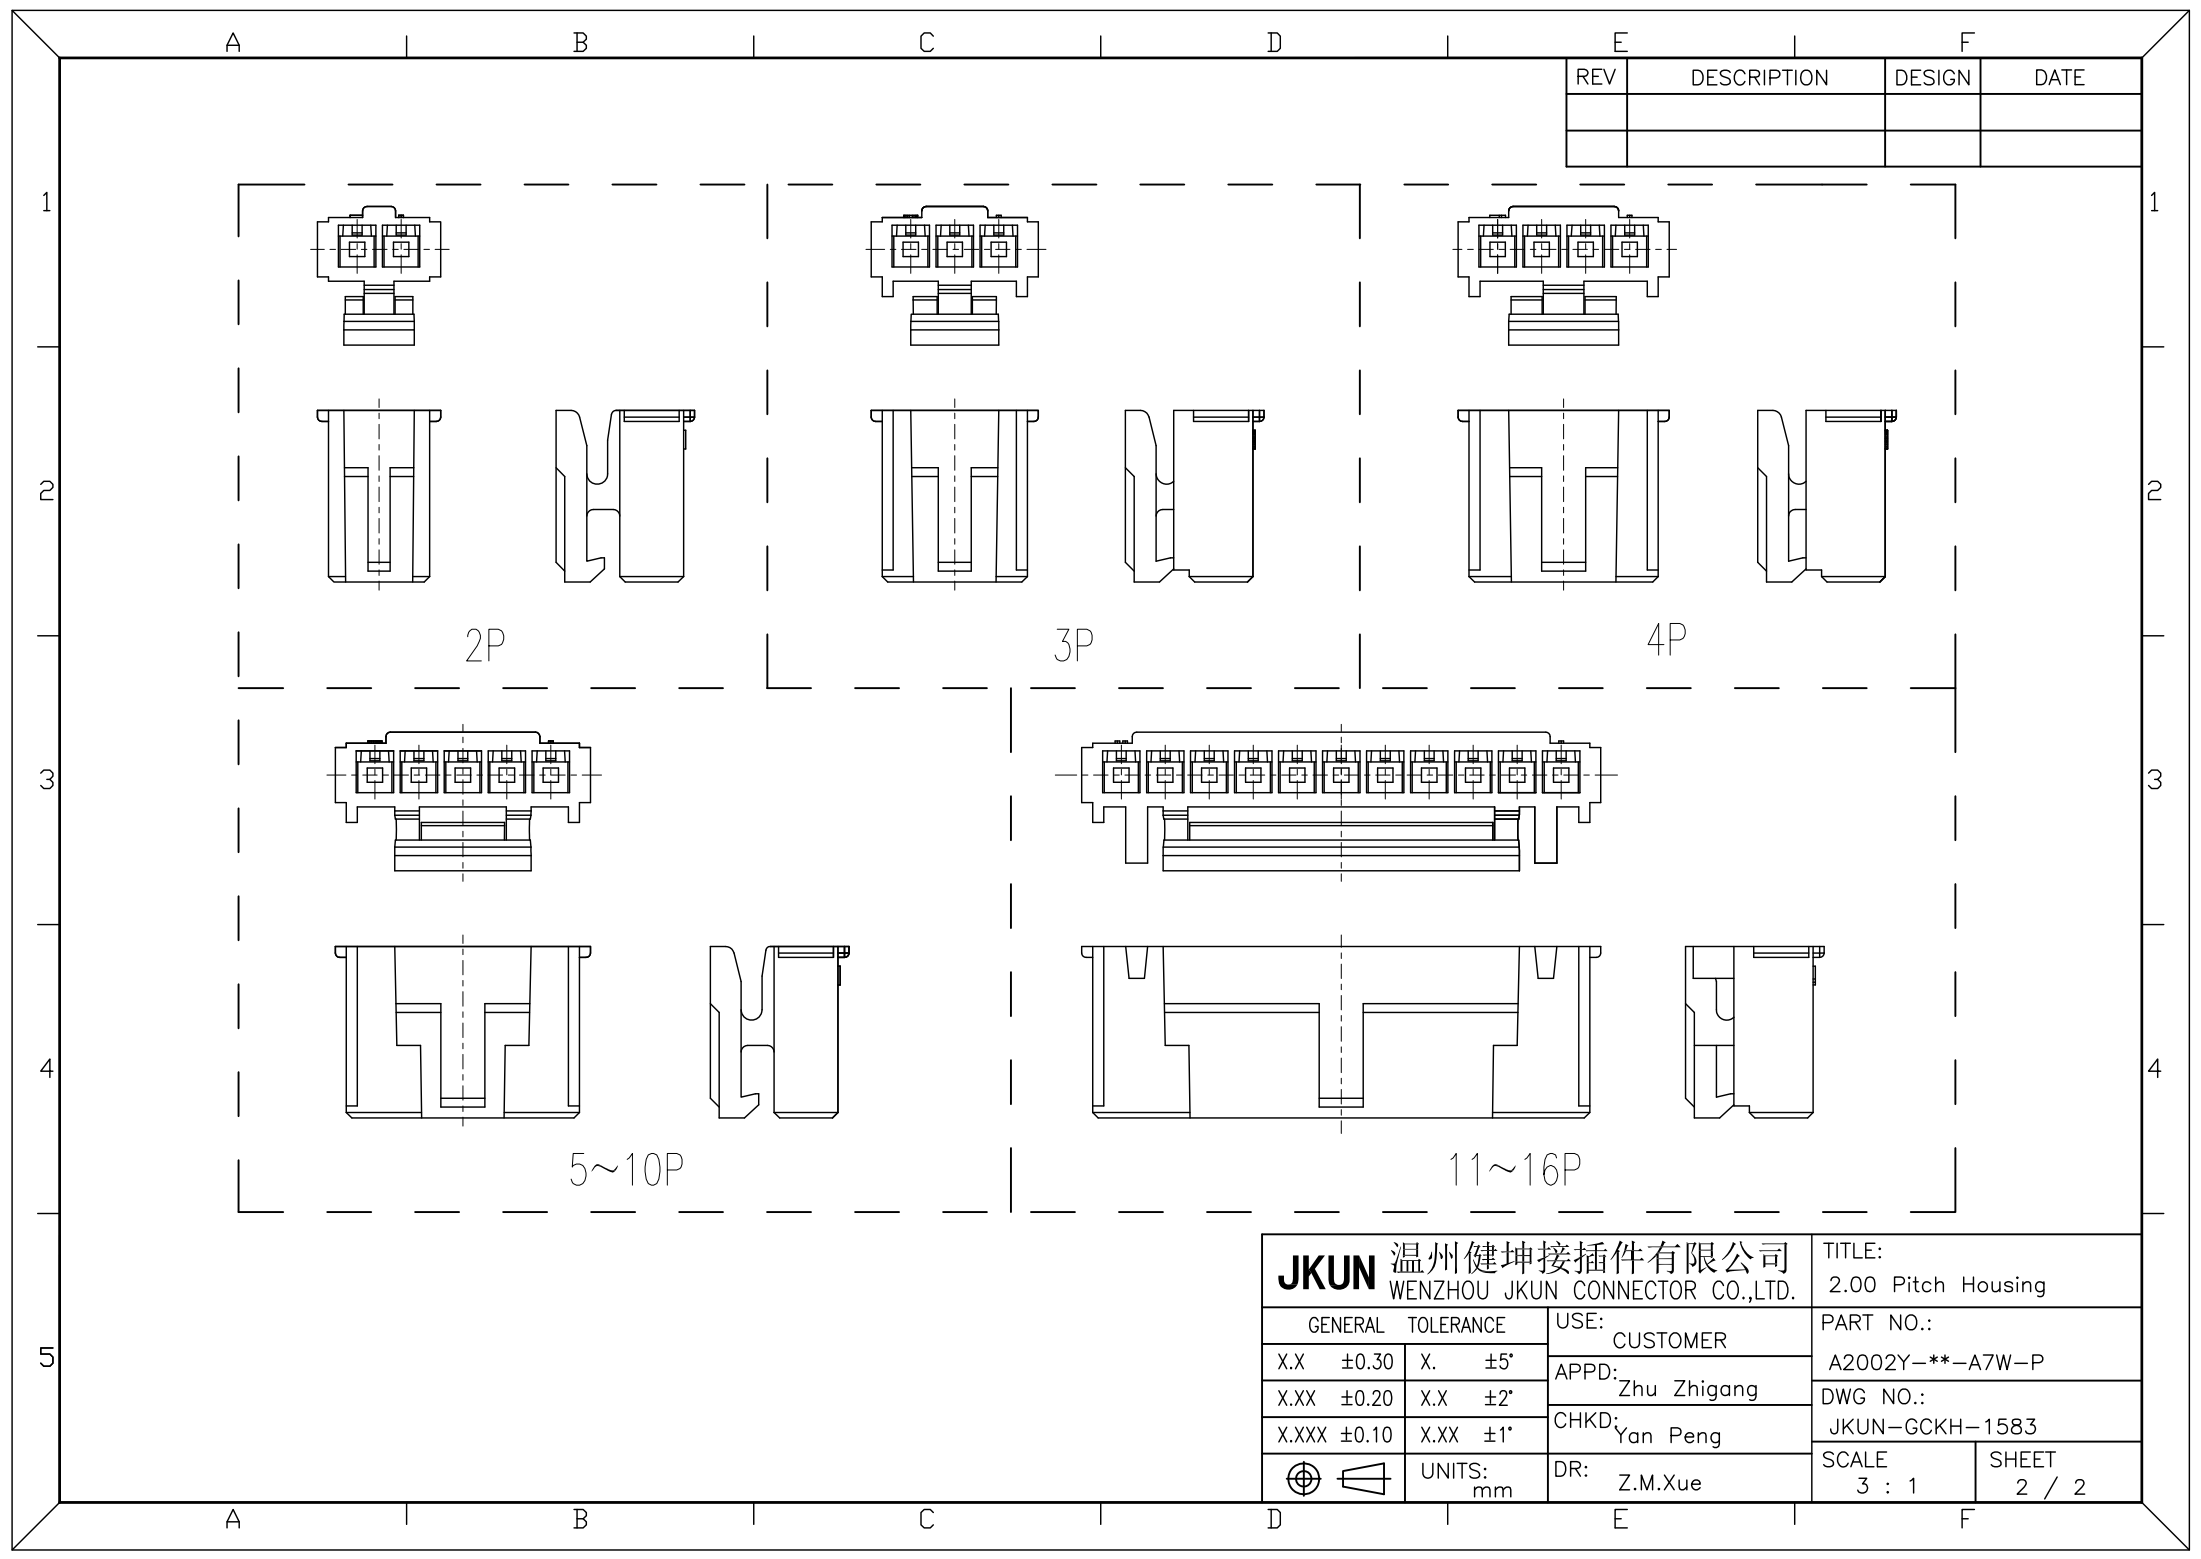 A B C D E F
REV DESCRIPTION DESIGN DATE
1 1
2 2
2P 3P 4P
3 3
4 4
5~10P 11~16P
5
JKUN 温州健坤接插件有限公司
WENZHOU JKUN CONNECTOR CO.,LTD.
TITLE:
2.00 Pitch Housing
GENERAL TOLERANCE
X.X ±0.30 X. ±5°
X.XX ±0.20 X.X ±2°
X.XXX ±0.10 X.XX ±1°
UNITS:
mm
USE:
CUSTOMER
APPD:
Zhu Zhigang
CHKD:
Yan Peng
DR:
Z.M.Xue
PART NO.:
A2002Y-**-A7W-P
DWG NO.:
JKUN-GCKH-1583
SCALE
3 : 1
SHEET
2 / 2
A B C D E F